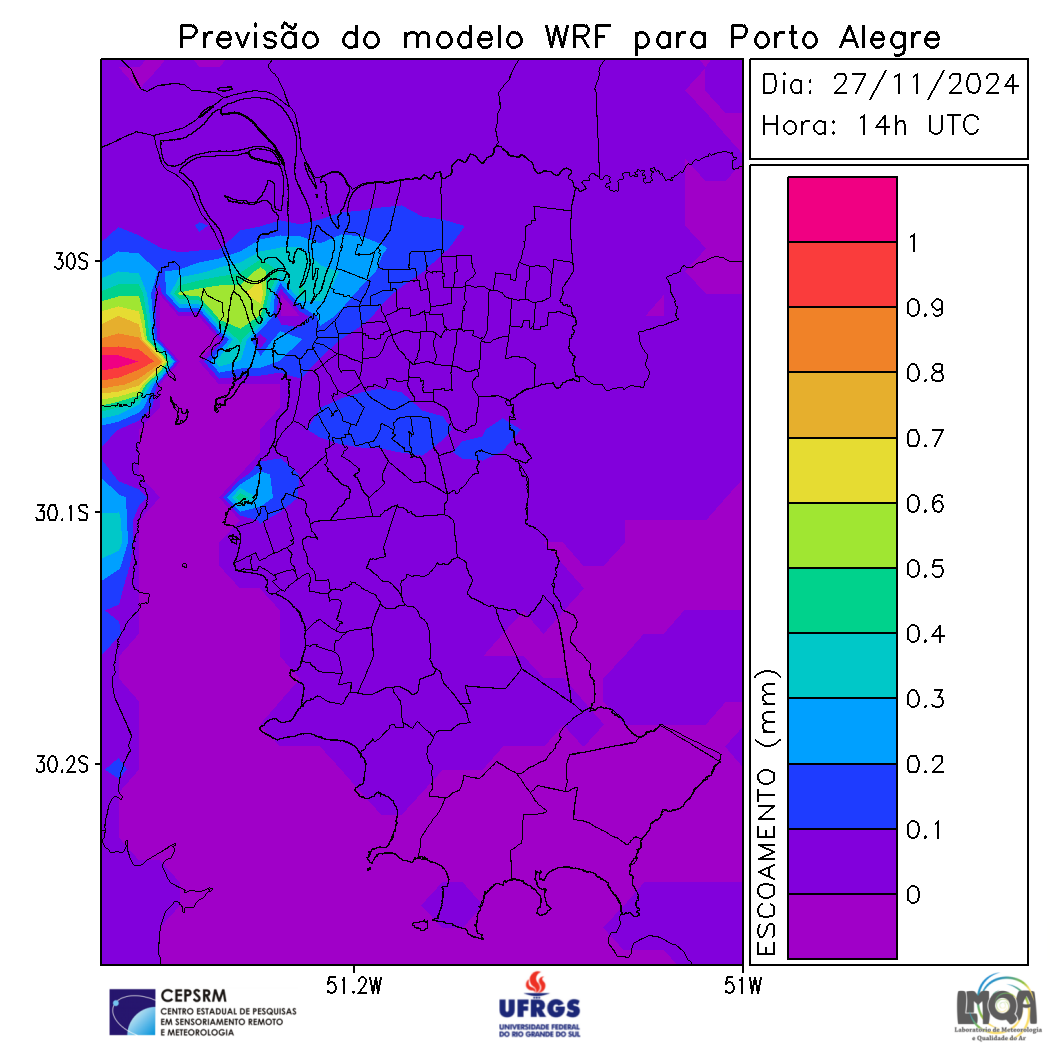 Previsão do modelo WRF para Porto Alegre
Dia: 27/11/2024
Hora: 14h UTC
30S
30.1S
30.2S
51.2W
51W
ESCOAMENTO (mm)
1
0.9
0.8
0.7
0.6
0.5
0.4
0.3
0.2
0.1
0
CEPSRM
CENTRO ESTADUAL DE PESQUISAS
EM SENSORIAMENTO REMOTO
E METEOROLOGIA
UFRGS
UNIVERSIDADE FEDERAL
DO RIO GRANDE DO SUL
LMQA
Laboratório de Meteorologia
e Qualidade do Ar